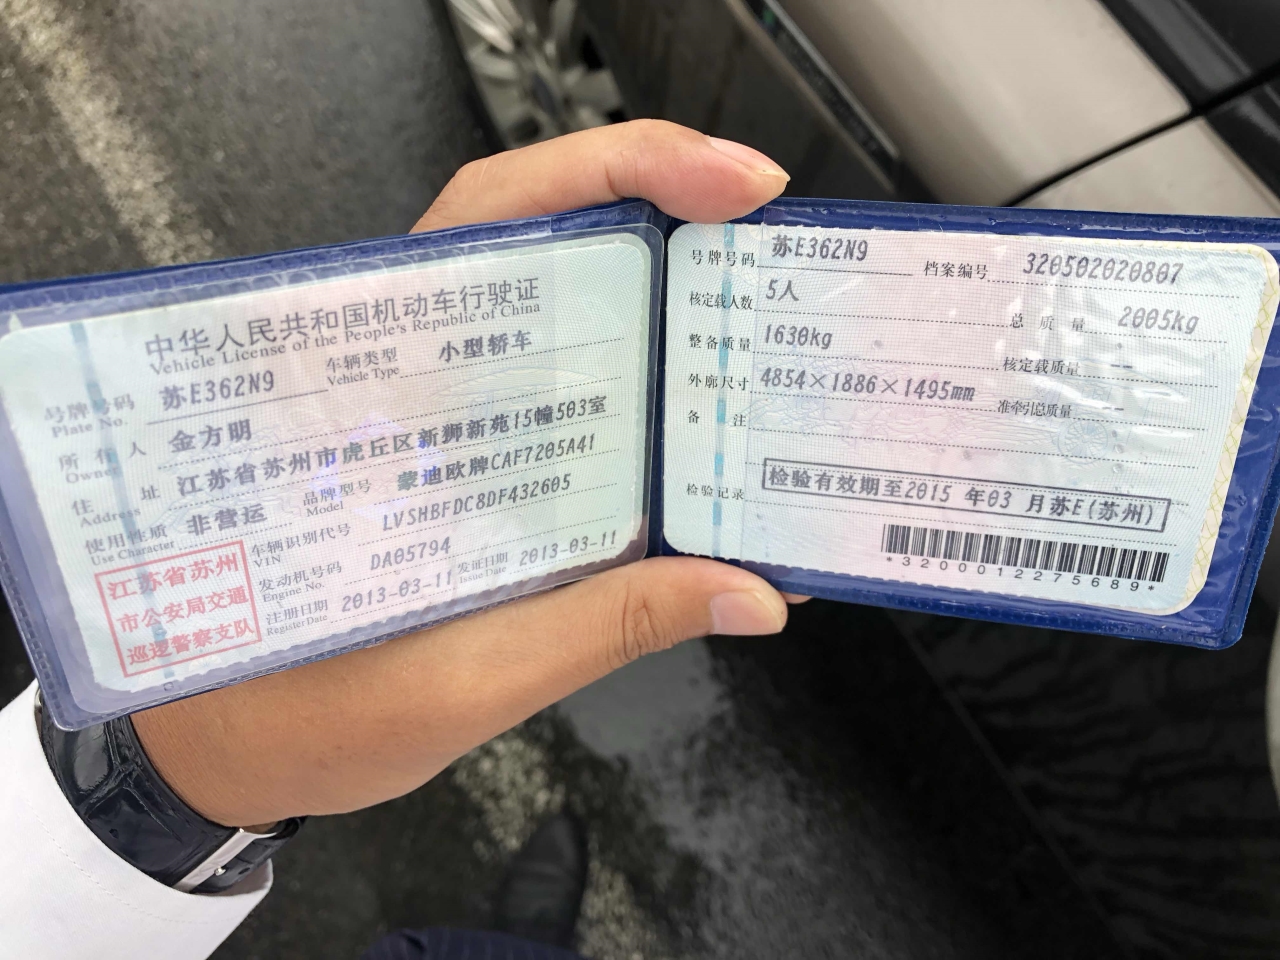 中华人民共和国机动车行驶证
Vehicle License of the People's Republic of China
号牌号码 苏E362N9 车辆类型 小型轿车
Plate No. Vehicle Type
所有人 金方明
Owner
住址 江苏省苏州市虎丘区新狮新苑15幢503室
Address
使用性质 非营运 品牌型号 蒙迪欧牌CAF7205A41
Use Character Model
车辆识别代号 LVSHBFDC8DF432605
VIN
发动机号码 DA05794
Engine No.
注册日期 2013-03-11 发证日期 2013-03-11
Register Date Issue Date
江苏省苏州
市公安局交通
巡逻警察支队
号牌号码 苏E362N9 档案编号 320502020807
核定载人数 5人 总质量 2005kg
整备质量 1630kg 核定载质量 --
外廓尺寸 4854×1886×1495mm 准牵引总质量 --
备注
检验记录 检验有效期至2015年03月苏E(苏州)
*3200012275689*